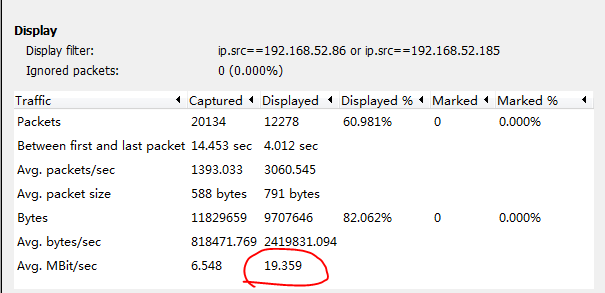 Display
Display filter: ip.src==192.168.52.86 or ip.src==192.168.52.185
Ignored packets: 0 (0.000%)
Traffic Captured Displayed Displayed % Marked Marked %
Packets 20134 12278 60.981% 0 0.000%
Between first and last packet 14.453 sec 4.012 sec
Avg. packets/sec 1393.033 3060.545
Avg. packet size 588 bytes 791 bytes
Bytes 11829659 9707646 82.062% 0 0.000%
Avg. bytes/sec 818471.769 2419831.094
Avg. MBit/sec 6.548 19.359